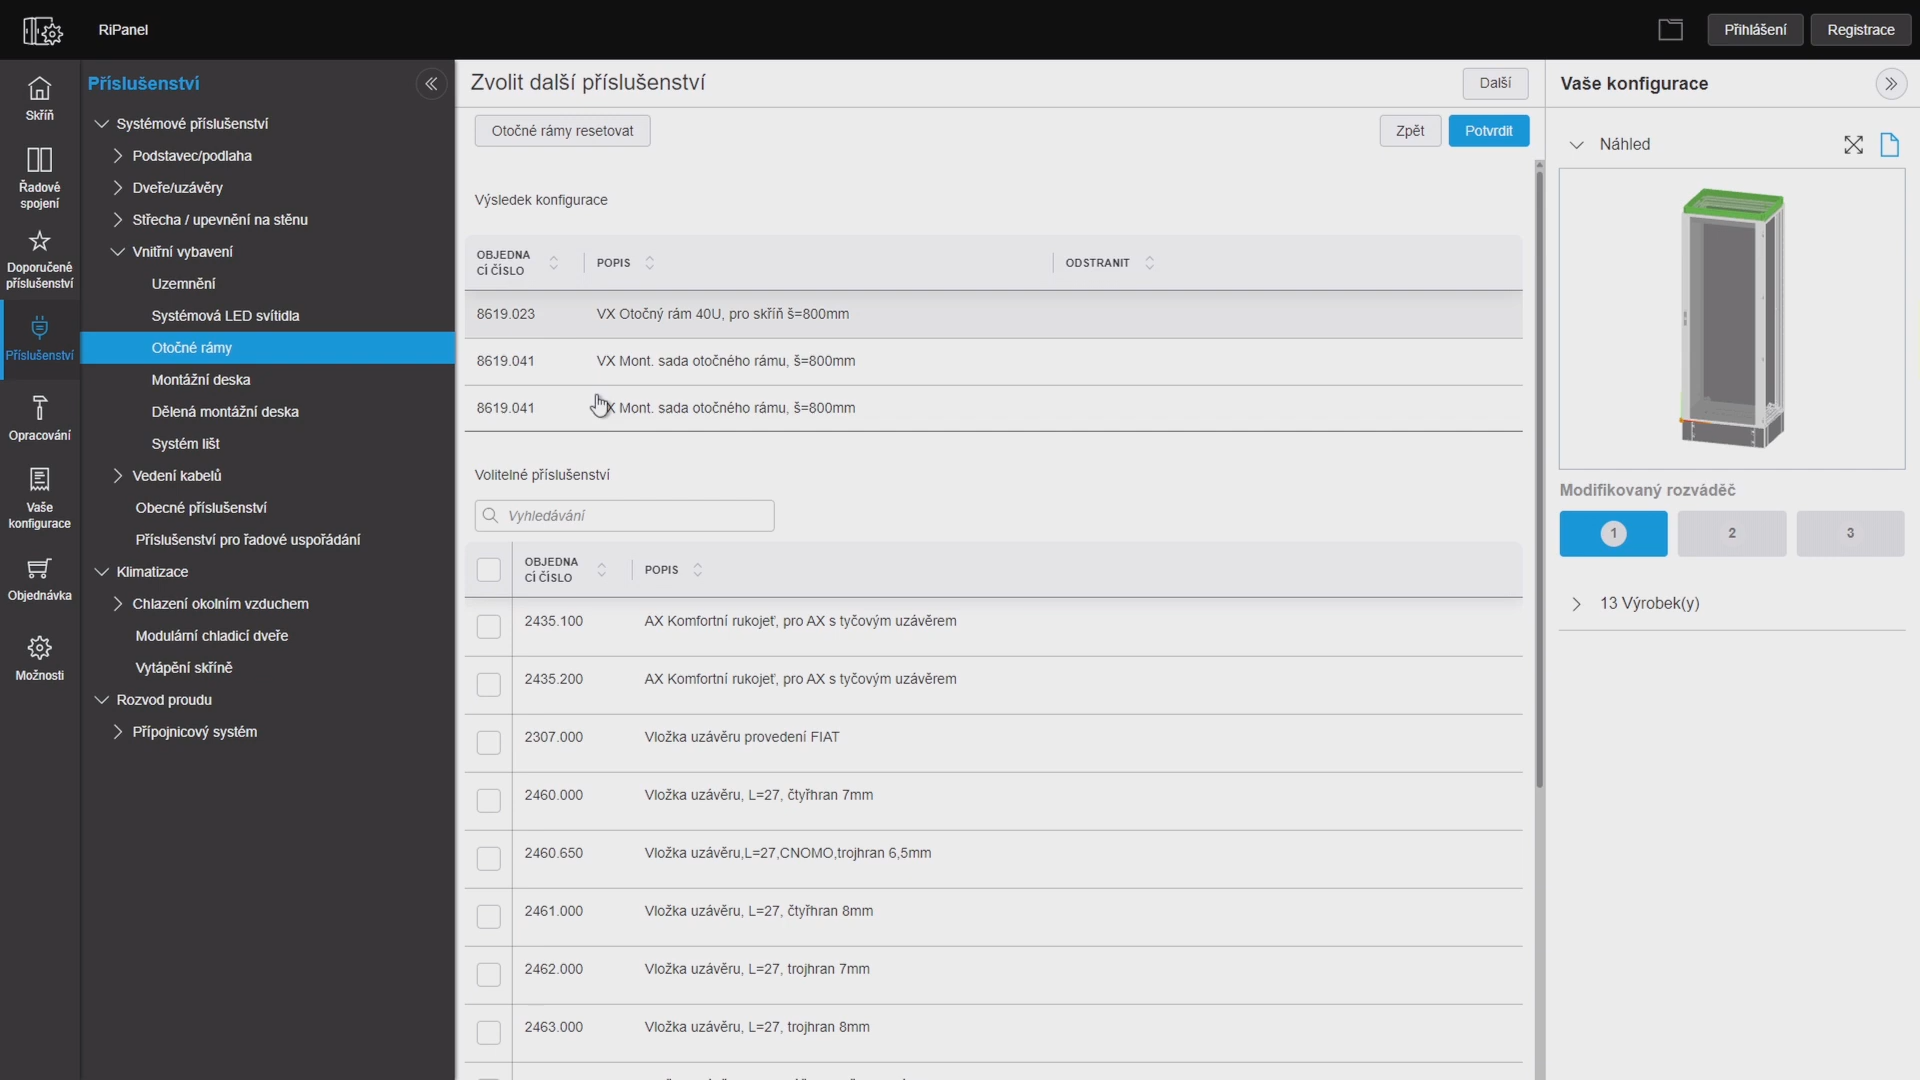 RiPanel
Přihlášení
Registrace
Skříň
Řadové
spojení
Doporučené
příslušenství
Příslušenství
Opracování
Vaše
konfigurace
Objednávka
Možnosti
Příslušenství
Systémové příslušenství
Podstavec/podlaha
Dveře/uzávěry
Střecha / upevnění na stěnu
Vnitřní vybavení
Uzemnění
Systémová LED svítidla
Otočné rámy
Montážní deska
Dělená montážní deska
Systém lišt
Vedení kabelů
Obecné příslušenství
Příslušenství pro řadové uspořádání
Klimatizace
Chlazení okolním vzduchem
Modulární chladicí dveře
Vytápění skříně
Rozvod proudu
Přípojnicový systém
Zvolit další příslušenství
Další
Otočné rámy resetovat
Zpět
Potvrdit
Výsledek konfigurace
OBJEDNA
CÍ ČÍSLO
POPIS
ODSTRANIT
8619.023 VX Otočný rám 40U, pro skříň š=800mm
8619.041 VX Mont. sada otočného rámu, š=800mm
8619.041 VX Mont. sada otočného rámu, š=800mm
Volitelné příslušenství
Vyhledávání
OBJEDNA
CÍ ČÍSLO
POPIS
2435.100 AX Komfortní rukojeť, pro AX s tyčovým uzávěrem
2435.200 AX Komfortní rukojeť, pro AX s tyčovým uzávěrem
2307.000 Vložka uzávěru provedení FIAT
2460.000 Vložka uzávěru, L=27, čtyřhran 7mm
2460.650 Vložka uzávěru,L=27,CNOMO,trojhran 6,5mm
2461.000 Vložka uzávěru, L=27, čtyřhran 8mm
2462.000 Vložka uzávěru, L=27, trojhran 7mm
2463.000 Vložka uzávěru, L=27, trojhran 8mm
Vaše konfigurace
Náhled
Modifikovaný rozváděč
1 2 3
13 Výrobek(y)